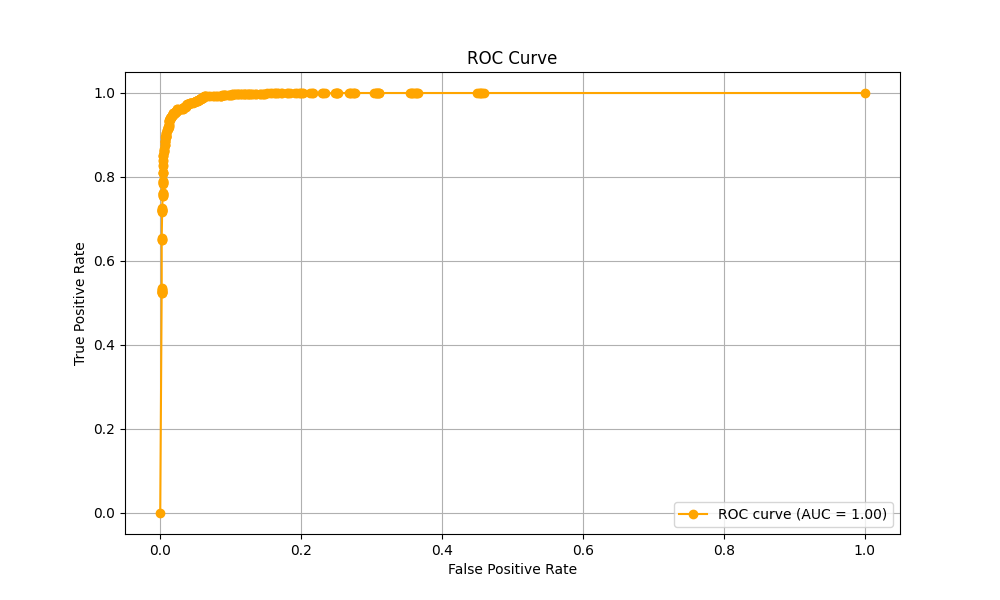 ROC Curve
1.0
0.8
0.6
0.4
0.2
0.0
True Positive Rate
ROC curve (AUC = 1.00)
0.0 0.2 0.4 0.6 0.8 1.0
False Positive Rate